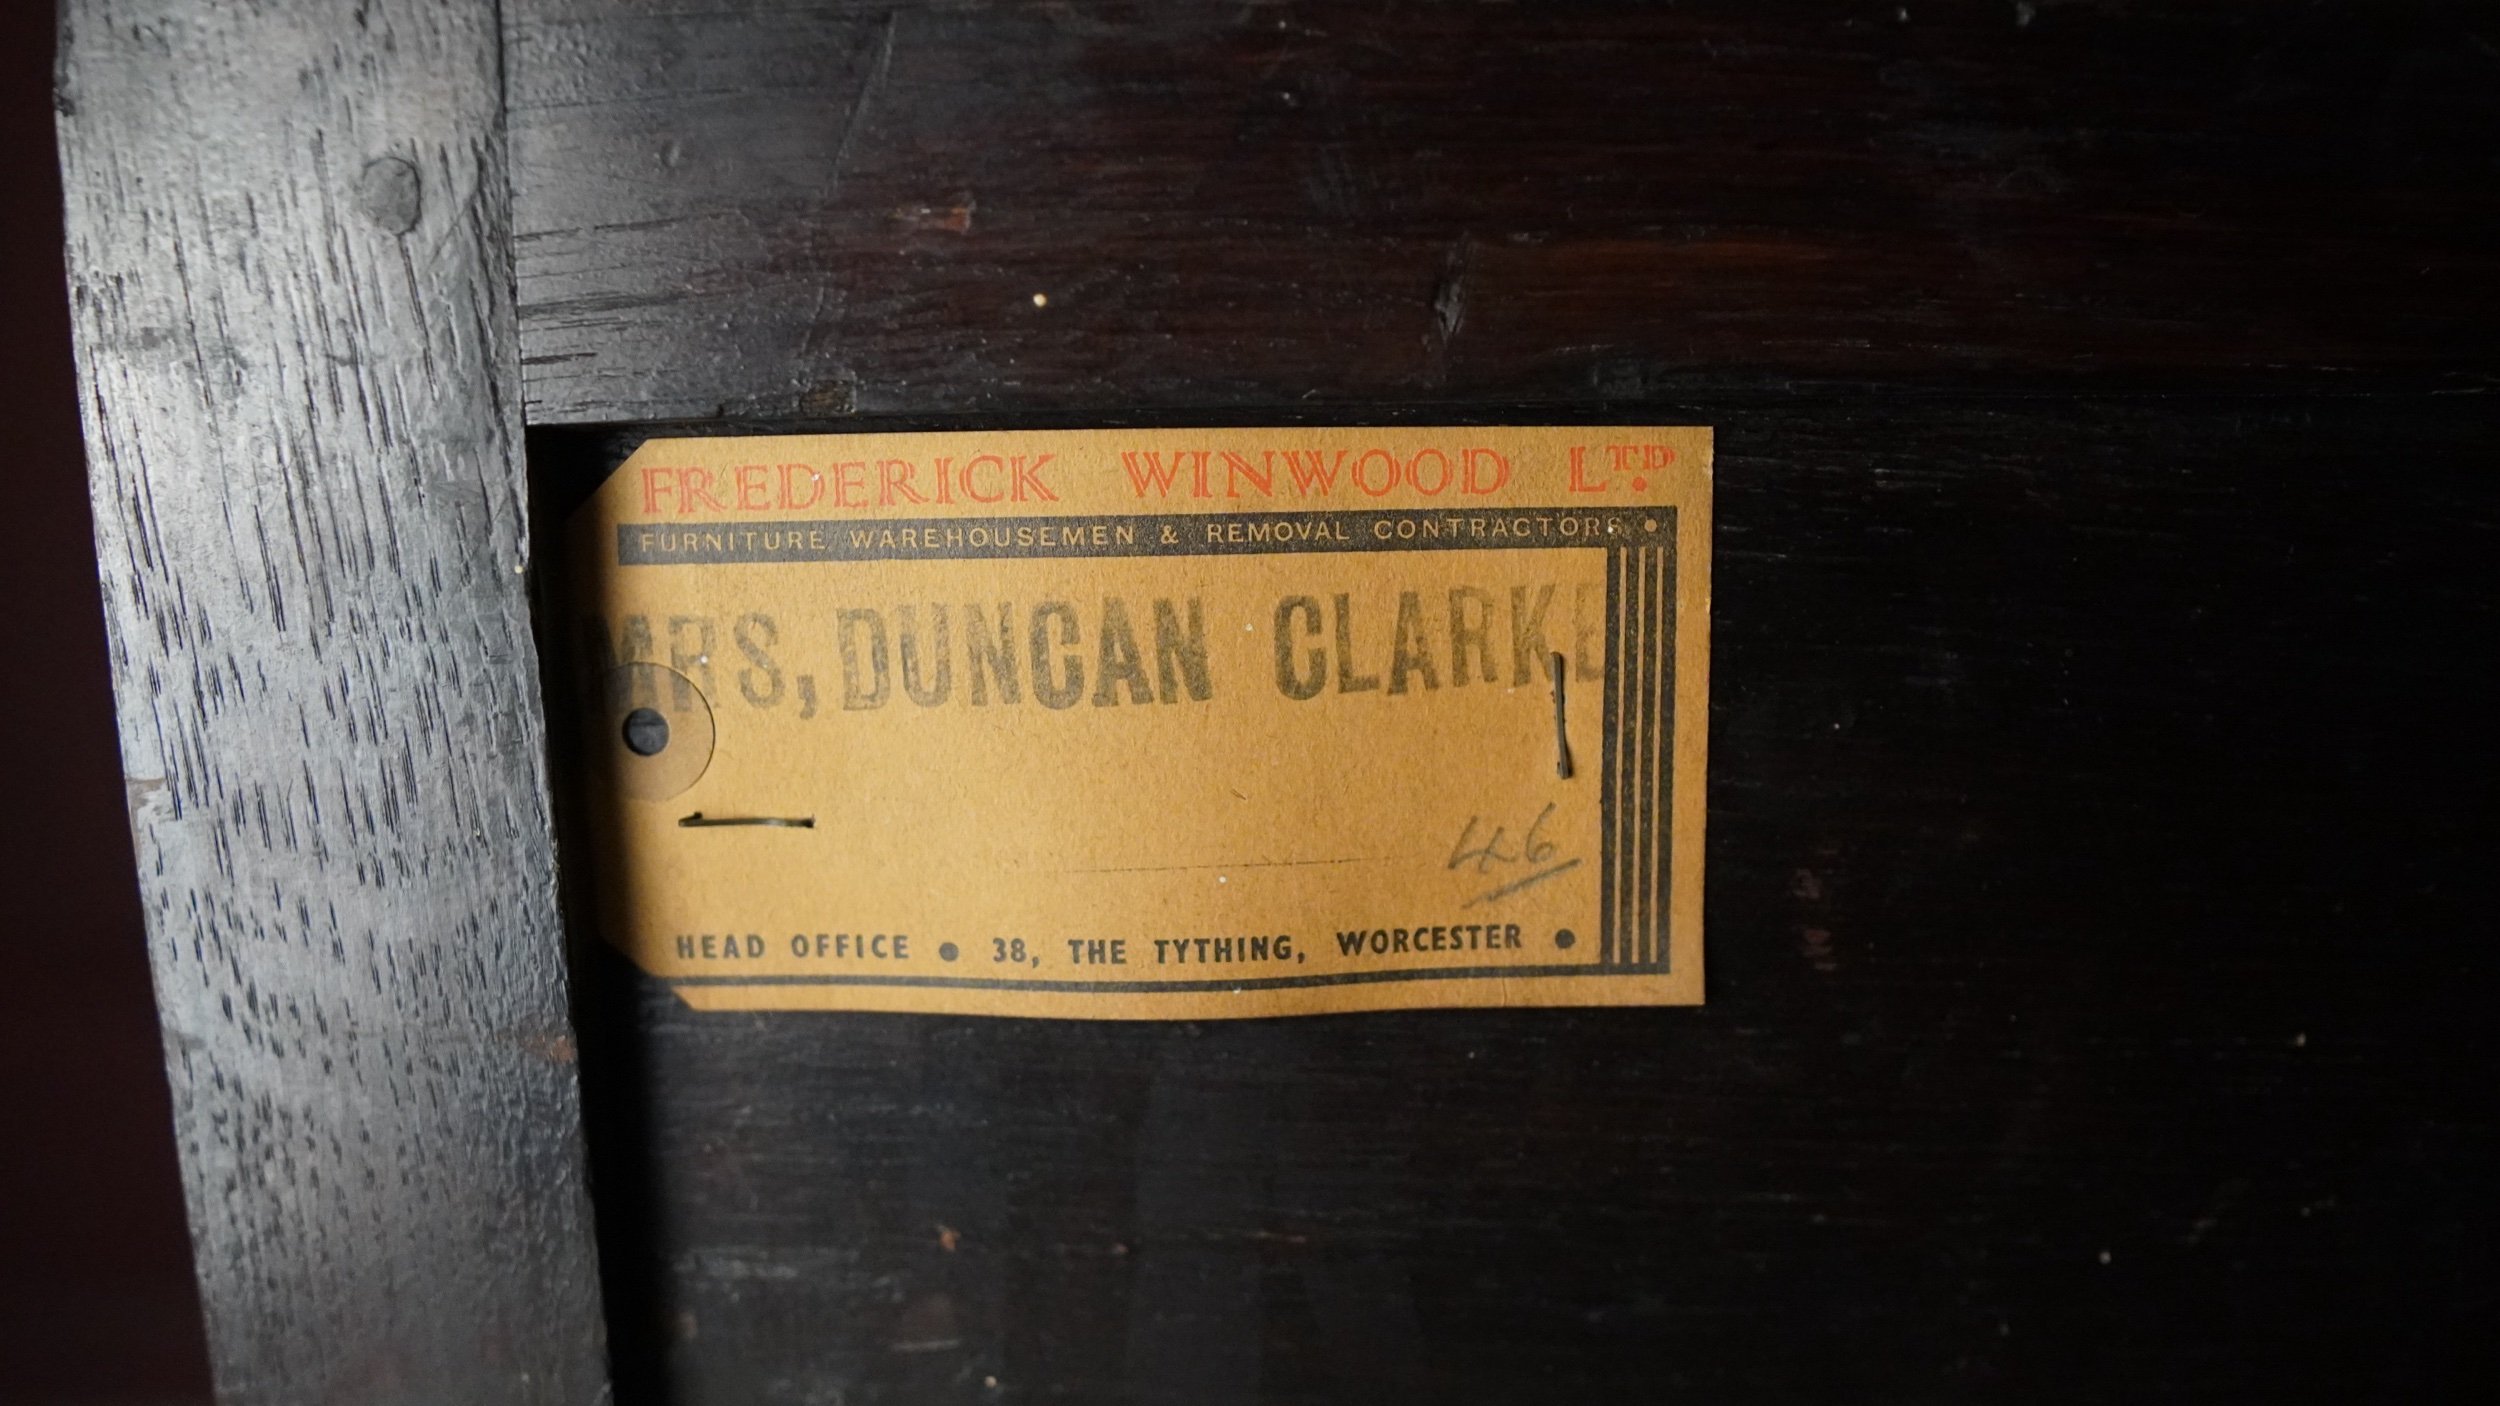 FREDERICK WINWOOD LTD.
FURNITURE WAREHOUSEMEN & REMOVAL CONTRACTORS •
MRS, DUNCAN CLARKE
46
HEAD OFFICE • 38, THE TYTHING, WORCESTER •